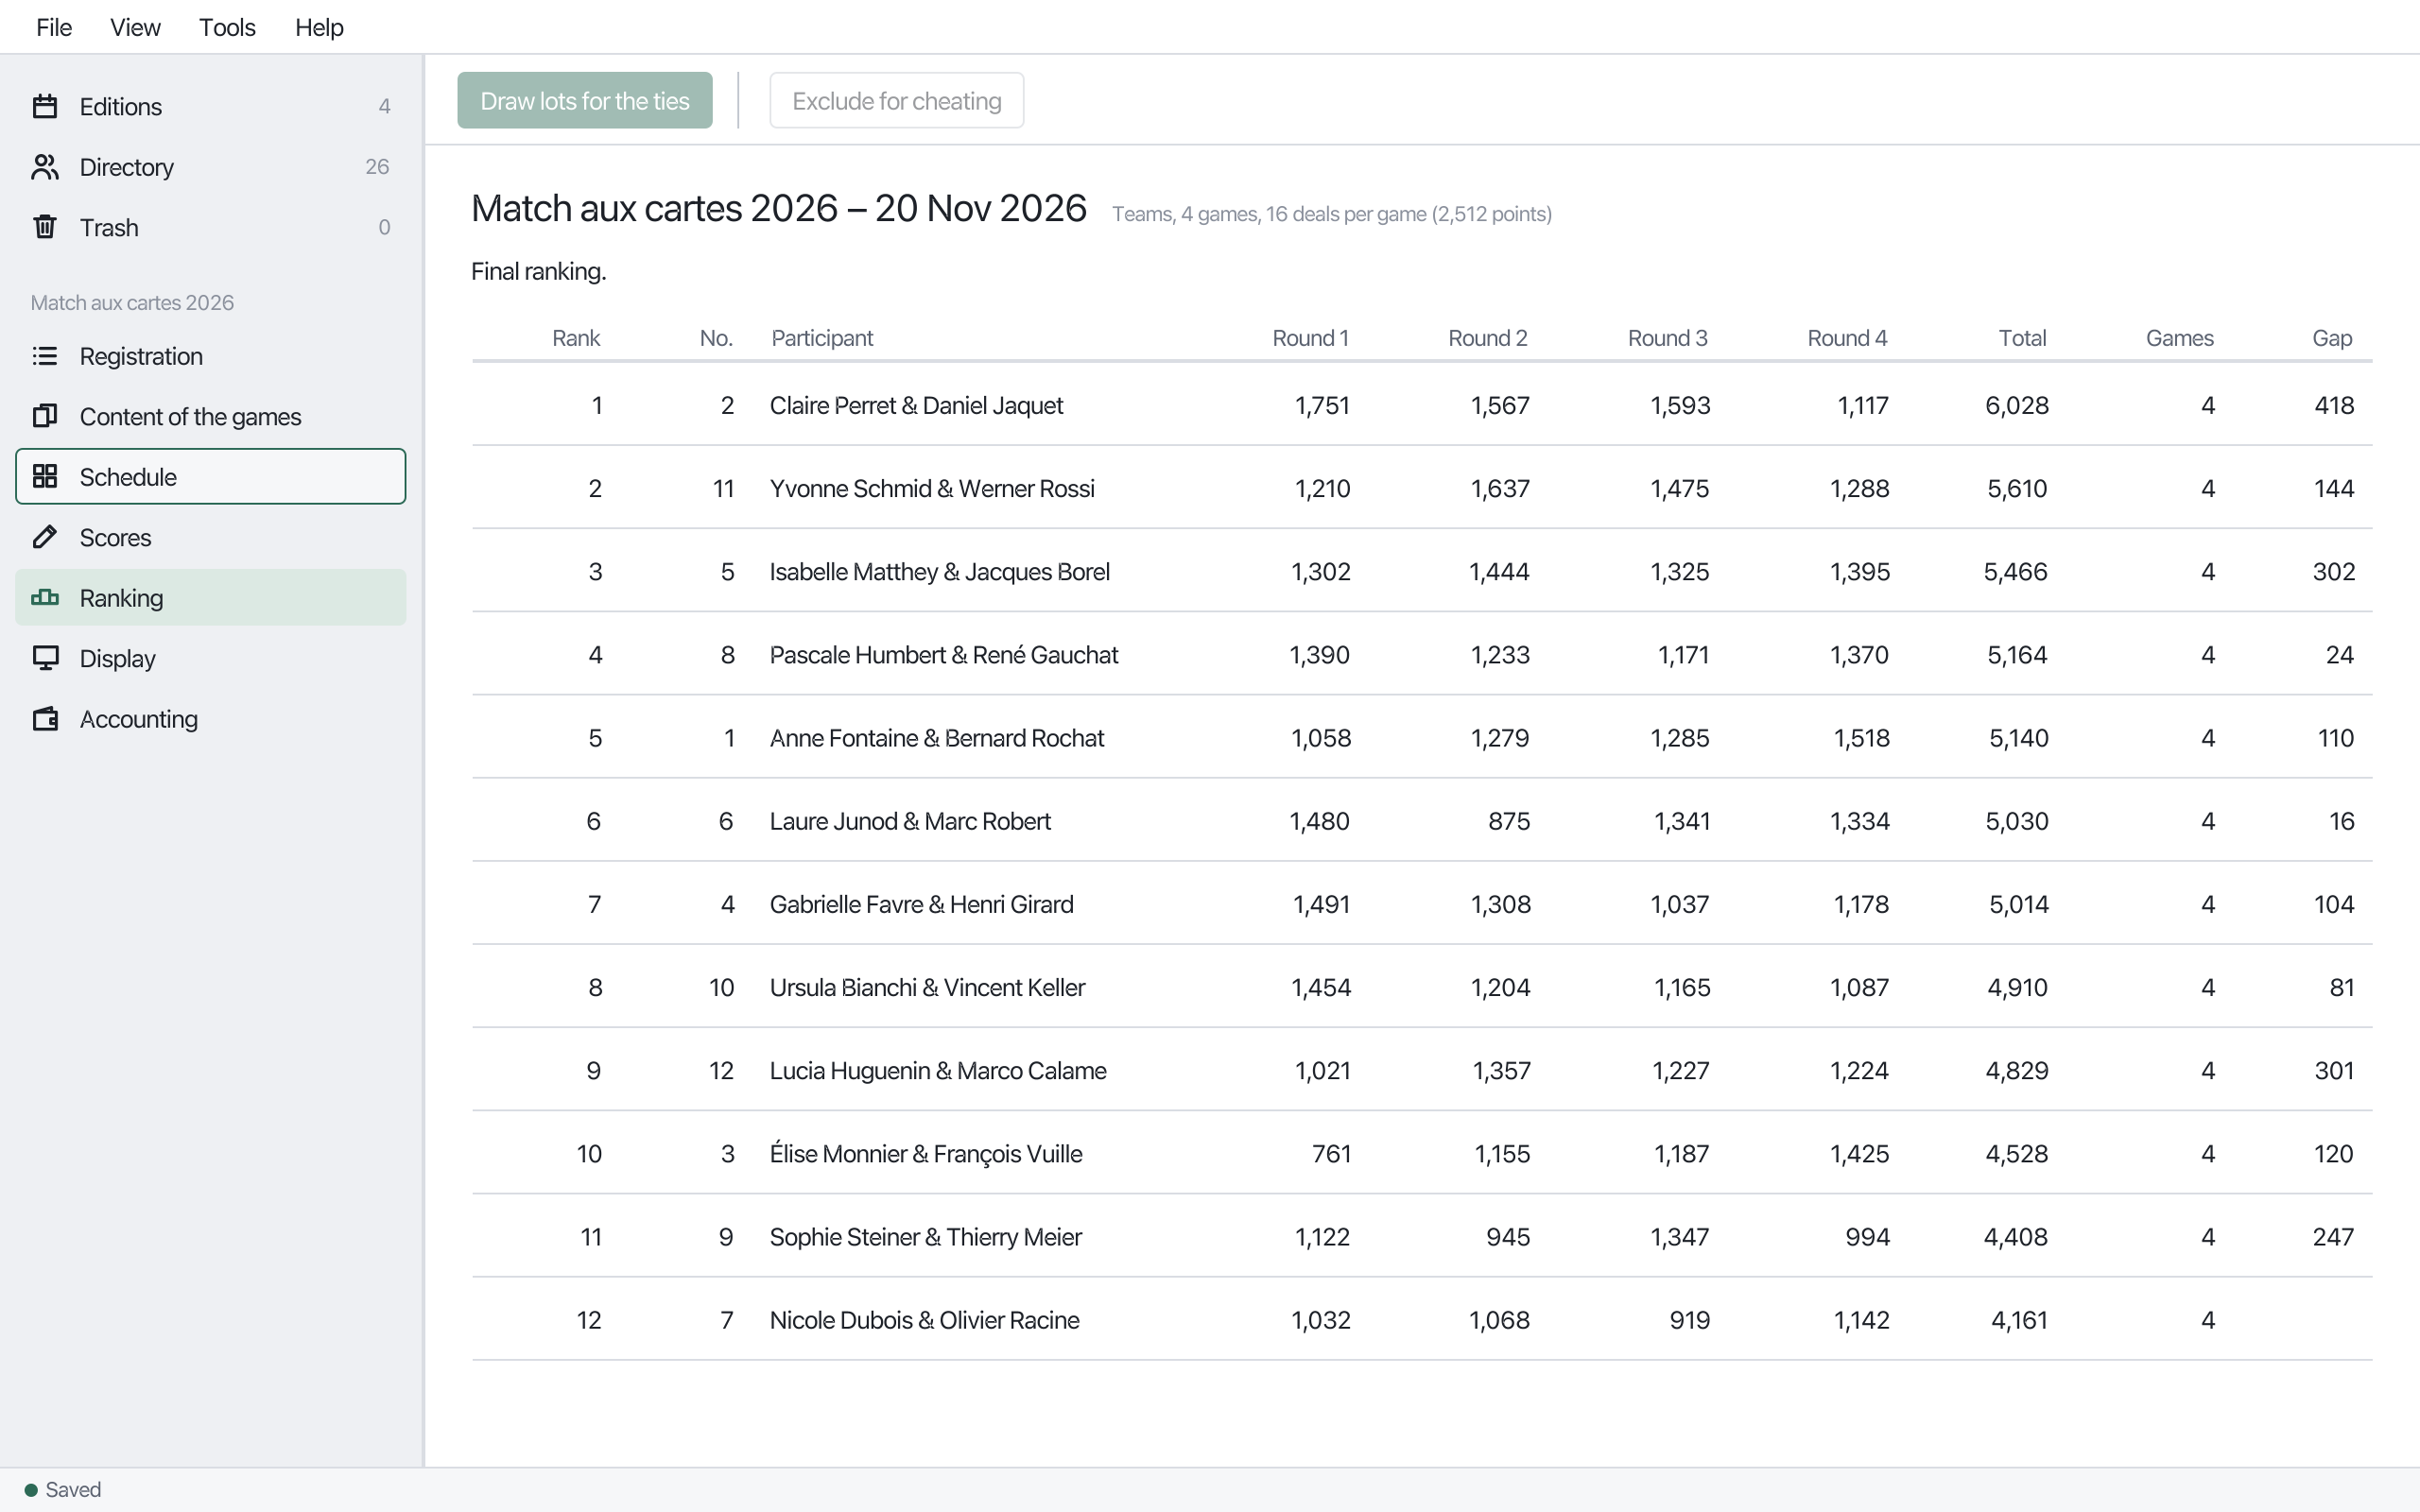 File View Tools Help
Editions 4
Directory 26
Trash 0
Match aux cartes 2026
Registration
Content of the games
Schedule
Scores
Ranking
Display
Accounting
Draw lots for the ties Exclude for cheating
Match aux cartes 2026 – 20 Nov 2026 Teams, 4 games, 16 deals per game (2,512 points)
Final ranking.
Rank No. Participant Round 1 Round 2 Round 3 Round 4 Total Games Gap
1 2 Claire Perret & Daniel Jaquet 1,751 1,567 1,593 1,117 6,028 4 418
2 11 Yvonne Schmid & Werner Rossi 1,210 1,637 1,475 1,288 5,610 4 144
3 5 Isabelle Matthey & Jacques Borel 1,302 1,444 1,325 1,395 5,466 4 302
4 8 Pascale Humbert & René Gauchat 1,390 1,233 1,171 1,370 5,164 4 24
5 1 Anne Fontaine & Bernard Rochat 1,058 1,279 1,285 1,518 5,140 4 110
6 6 Laure Junod & Marc Robert 1,480 875 1,341 1,334 5,030 4 16
7 4 Gabrielle Favre & Henri Girard 1,491 1,308 1,037 1,178 5,014 4 104
8 10 Ursula Bianchi & Vincent Keller 1,454 1,204 1,165 1,087 4,910 4 81
9 12 Lucia Huguenin & Marco Calame 1,021 1,357 1,227 1,224 4,829 4 301
10 3 Élise Monnier & François Vuille 761 1,155 1,187 1,425 4,528 4 120
11 9 Sophie Steiner & Thierry Meier 1,122 945 1,347 994 4,408 4 247
12 7 Nicole Dubois & Olivier Racine 1,032 1,068 919 1,142 4,161 4
Saved